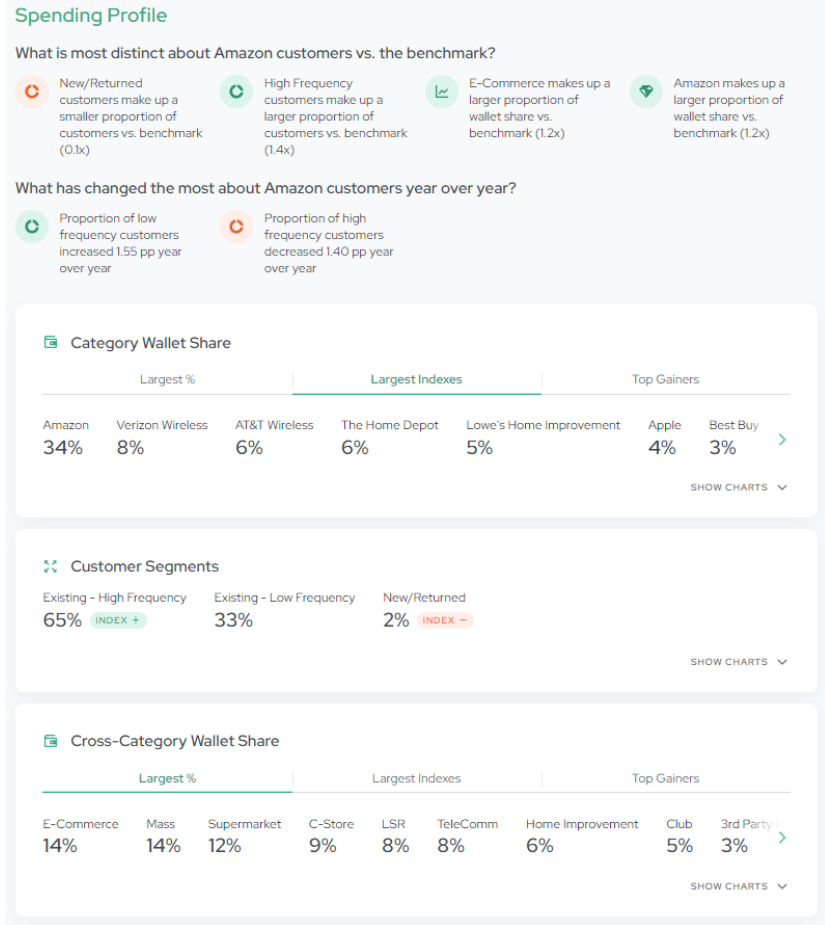 Spending Profile
What is most distinct about Amazon customers vs. the benchmark?
New/Returned
customers make up a
smaller proportion of
customers vs. benchmark
(0.1x)
High Frequency
customers make up a
larger proportion of
customers vs. benchmark
(1.4x)
E-Commerce makes up a
larger proportion of
wallet share vs.
benchmark (1.2x)
Amazon makes up a
larger proportion of
wallet share vs.
benchmark (1.2x)
What has changed the most about Amazon customers year over year?
Proportion of low
frequency customers
increased 1.55 pp year
over year
Proportion of high
frequency customers
decreased 1.40 pp year
over year
Category Wallet Share
Largest % Largest Indexes Top Gainers
Amazon Verizon Wireless AT&T Wireless The Home Depot Lowe's Home Improvement Apple Best Buy
34% 8% 6% 6% 5% 4% 3%
SHOW CHARTS
Customer Segments
Existing - High Frequency Existing - Low Frequency New/Returned
65% INDEX + 33% 2% INDEX −
SHOW CHARTS
Cross-Category Wallet Share
Largest % Largest Indexes Top Gainers
E-Commerce Mass Supermarket C-Store LSR TeleComm Home Improvement Club 3rd Party
14% 14% 12% 9% 8% 8% 6% 5% 3%
SHOW CHARTS